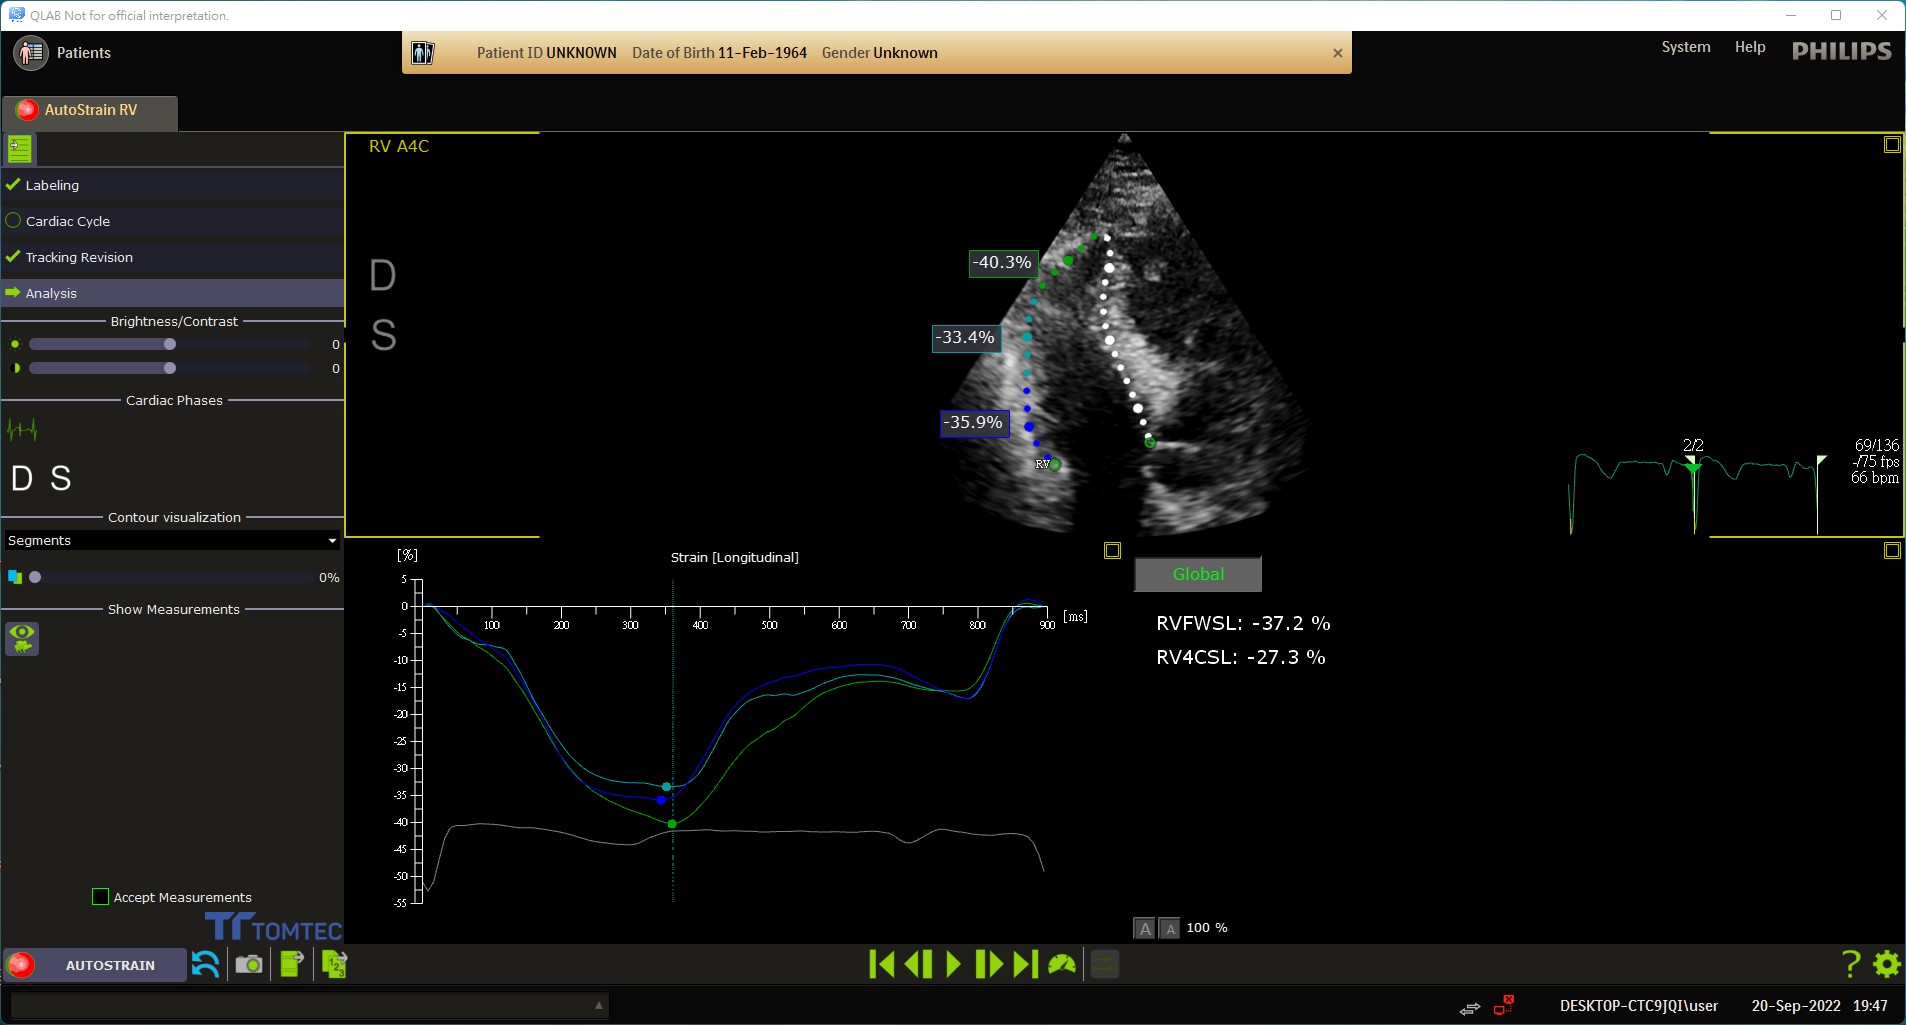 QLAB Not for official interpretation.
Patients
Patient ID UNKNOWN Date of Birth 11-Feb-1964 Gender Unknown
System Help PHILIPS
AutoStrain RV
Labeling
Cardiac Cycle
Tracking Revision
Analysis
Brightness/Contrast
0
0
Cardiac Phases
D S
Contour visualization
Segments
0%
Show Measurements
Accept Measurements
TOMTEC
RV A4C
D
S
-40.3%
-33.4%
-35.9%
RV
2/2
69/136
-/75 fps
66 bpm
[%]
Strain [Longitudinal]
5
0
-5
-10
-15
-20
-25
-30
-35
-40
-45
-50
-55
100 200 300 400 500 600 700 800 900 [ms]
Global
RVFWSL: -37.2 %
RV4CSL: -27.3 %
A A 100 %
AUTOSTRAIN
123
?
DESKTOP-CTC9JQI\user 20-Sep-2022 19:47